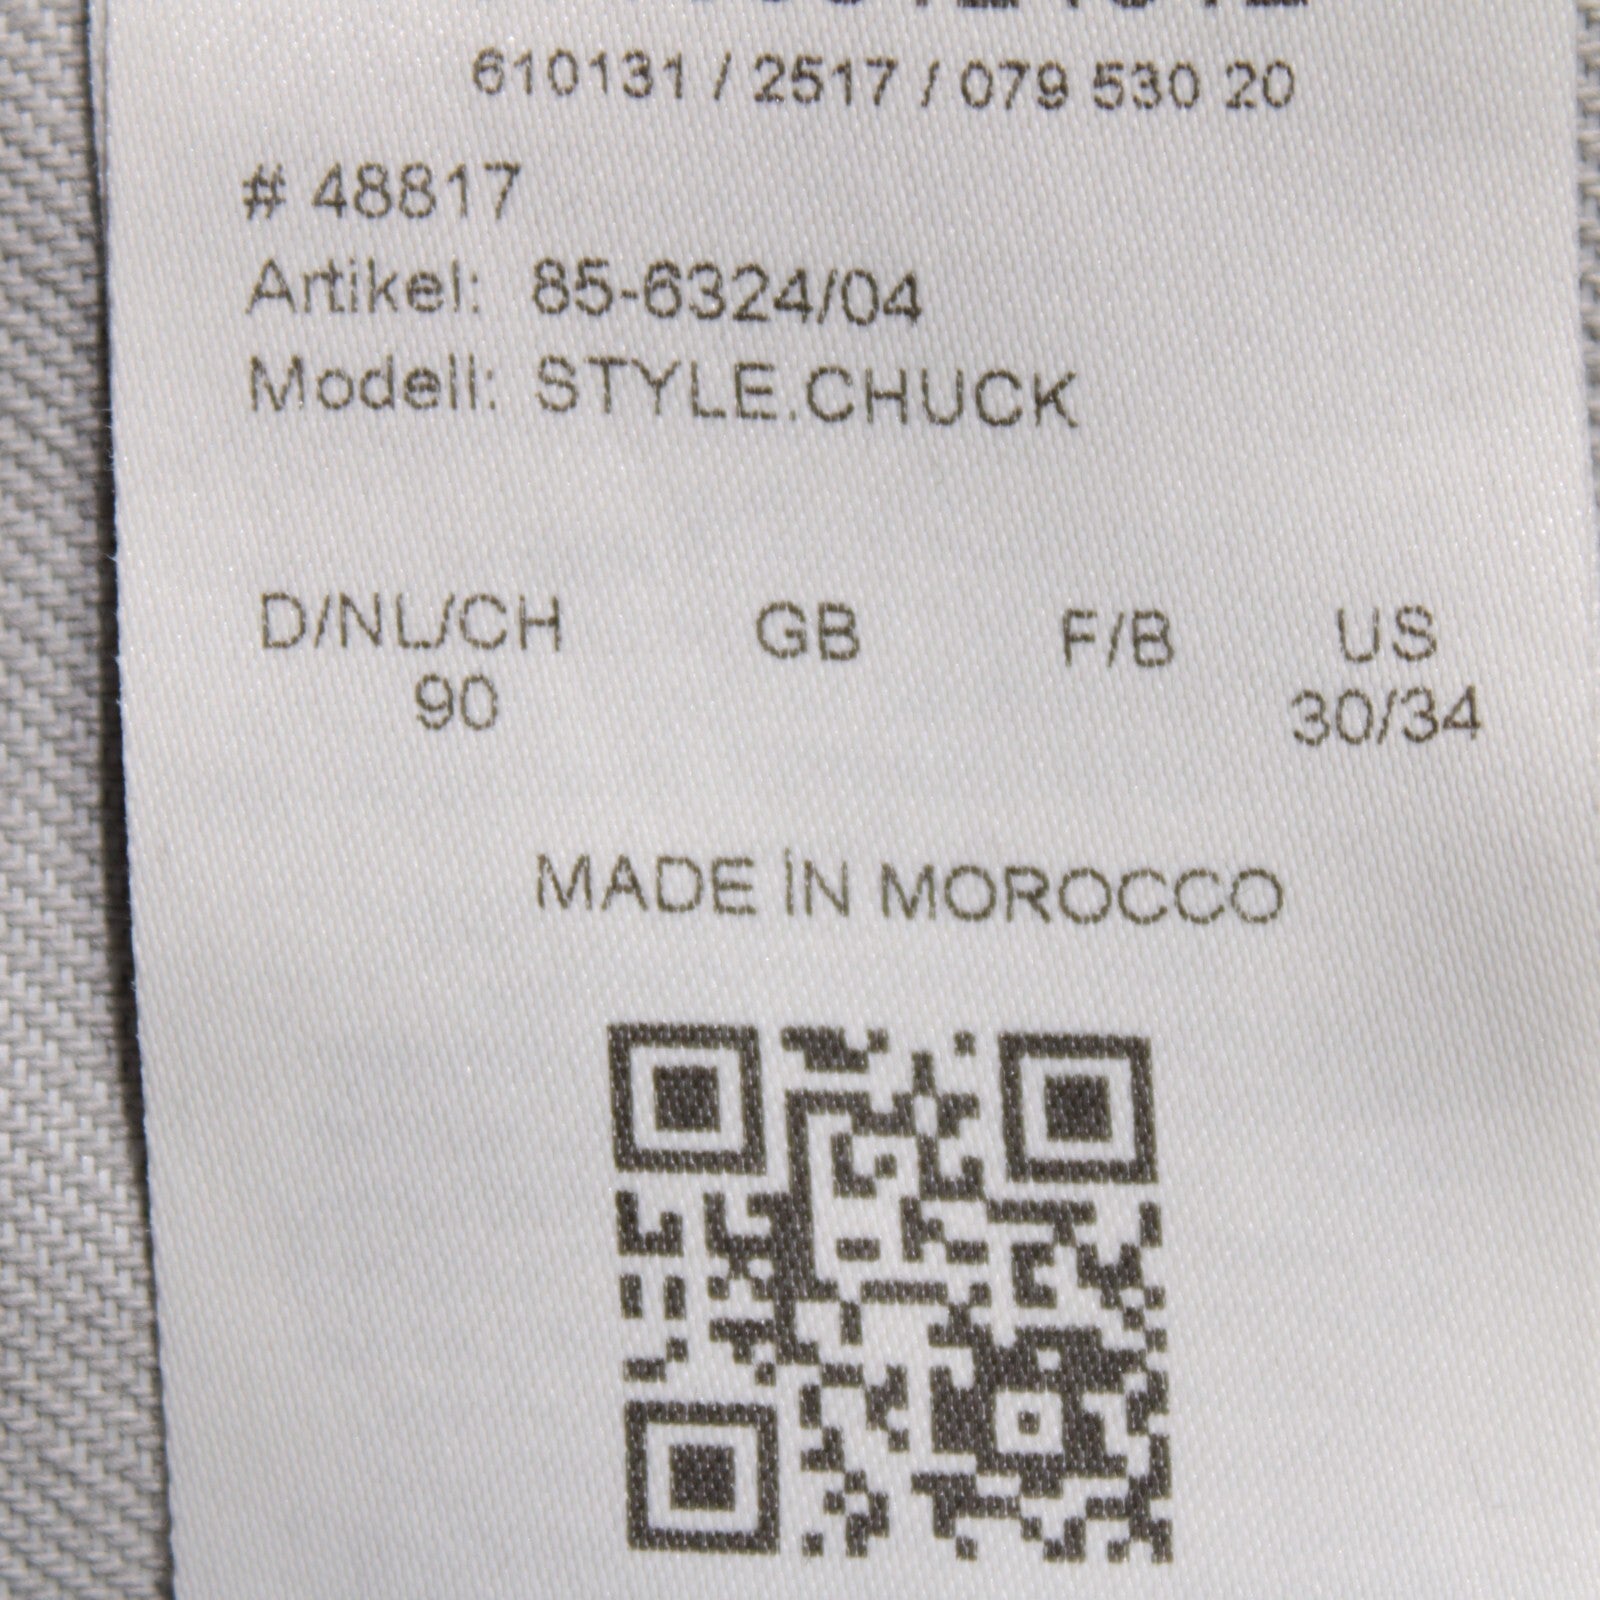 610131 / 2517 / 079 530 20
# 48817
Artikel: 85-6324/04
Modell: STYLE.CHUCK
D/NL/CH GB F/B US
90 30/34
MADE İN MOROCCO